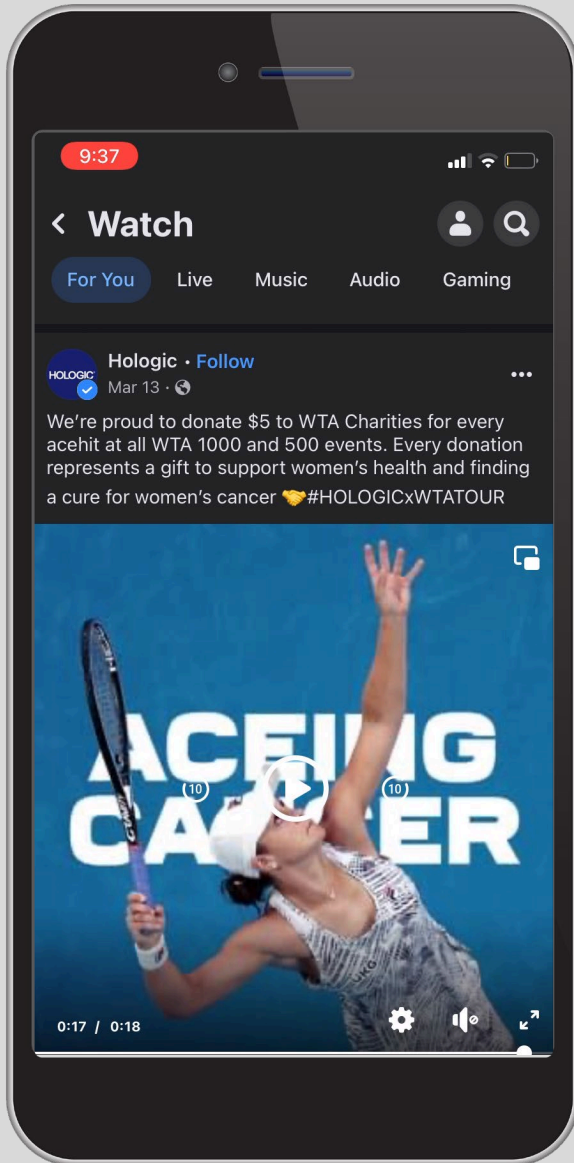 9:37
Watch
For You Live Music Audio Gaming
HOLOGIC
Hologic · Follow
Mar 13 ·
We're proud to donate $5 to WTA Charities for every
acehit at all WTA 1000 and 500 events. Every donation
represents a gift to support women's health and finding
a cure for women's cancer 🤝#HOLOGICxWTATOUR
ACEING
10 10
CANCER
UKG
0:17 / 0:18